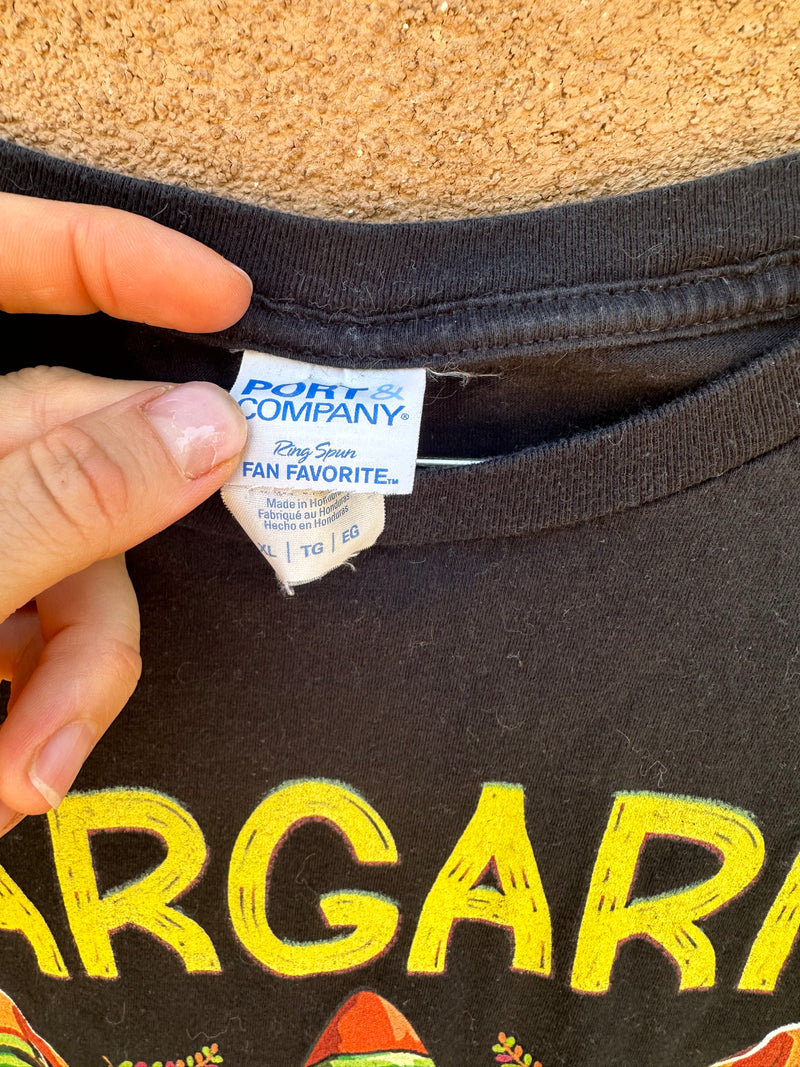 PORT &
COMPANY®
Ring Spun
FAN FAVORITE™
Made in Honduras
Fabriqué au Honduras
Hecho en Honduras
XL | TG | EG
ARGAR